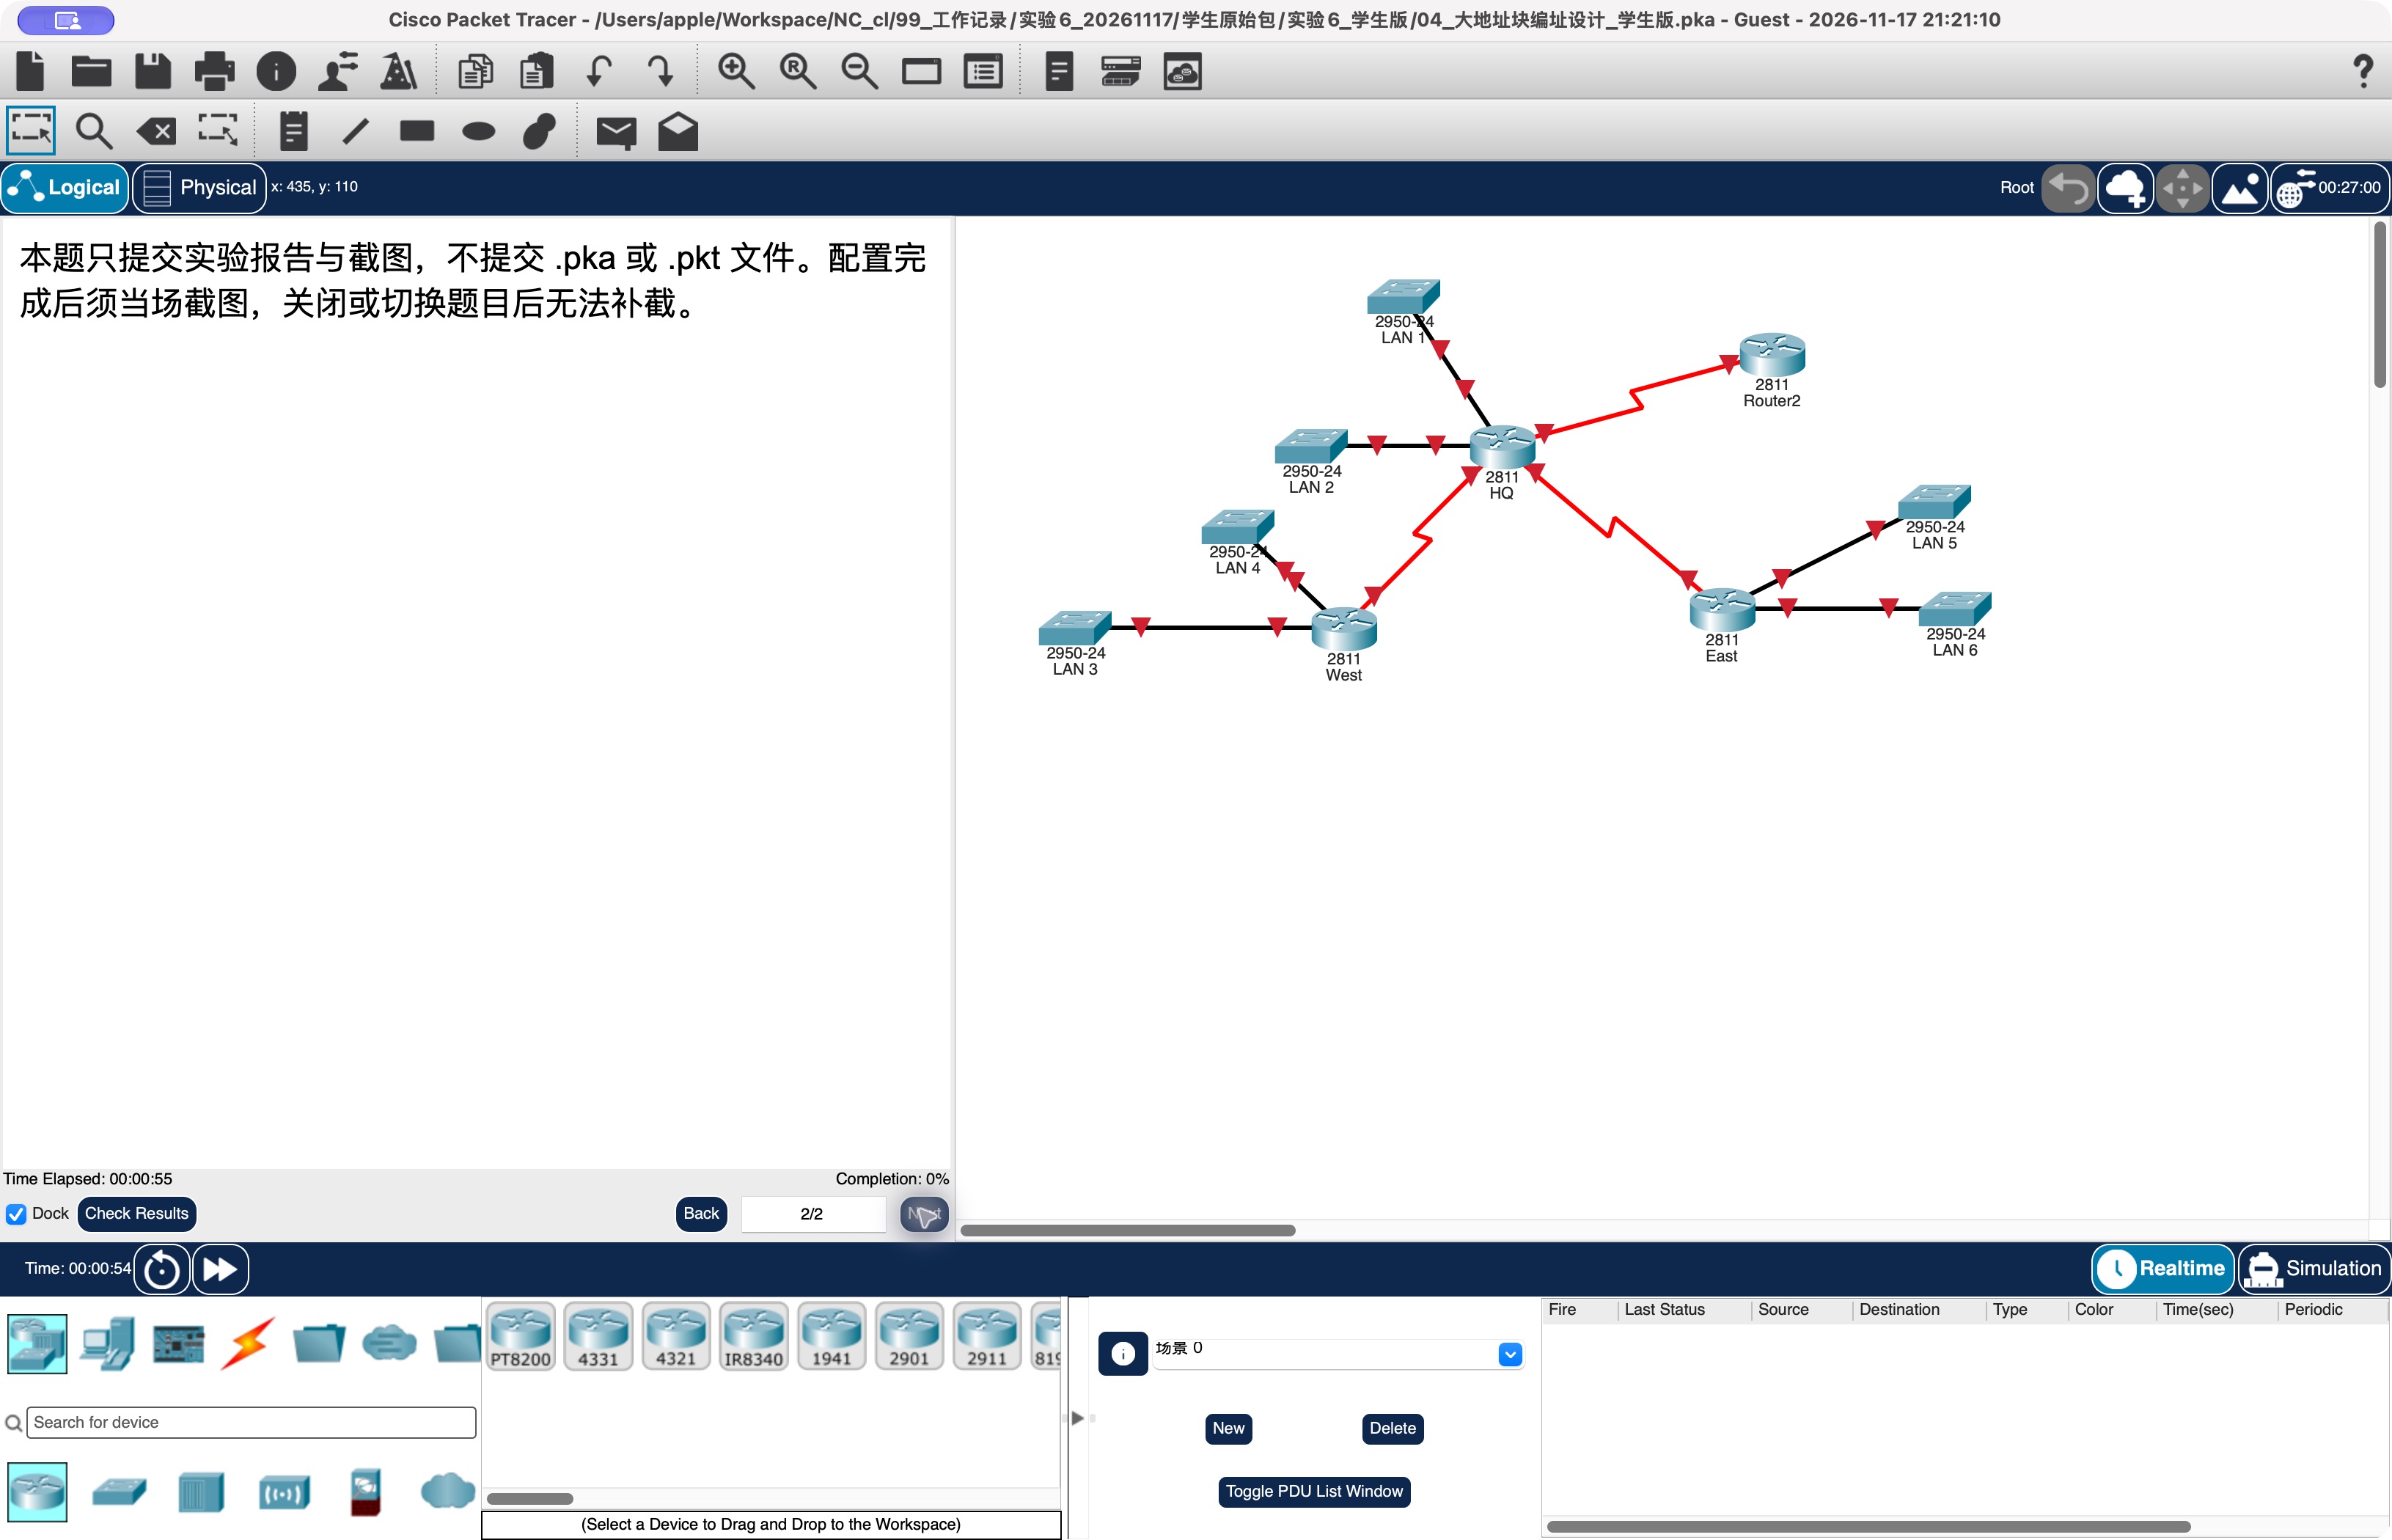 Cisco Packet Tracer - /Users/apple/Workspace/NC_cl/99_工作记录/实验6_20261117/学生原始包/实验6_学生版/04_大地址块编址设计_学生版.pka - Guest - 2026-11-17 21:21:10
Logical
Physical
x: 435, y: 110
Root
00:27:00
本题只提交实验报告与截图，不提交 .pka 或 .pkt 文件。配置完
成后须当场截图，关闭或切换题目后无法补截。
2950-24
LAN 1
2811
Router2
2950-24
LAN 2
2811
HQ
2950-24
LAN 4
2950-24
LAN 5
2950-24
LAN 3
2811
West
2811
East
2950-24
LAN 6
Time Elapsed: 00:00:55
Completion: 0%
Dock
Check Results
Back
2/2
Time: 00:00:54
Realtime
Simulation
PT8200
4331
4321
IR8340
1941
2901
2911
819
Search for device
(Select a Device to Drag and Drop to the Workspace)
场景 0
New
Delete
Toggle PDU List Window
Fire
Last Status
Source
Destination
Type
Color
Time(sec)
Periodic